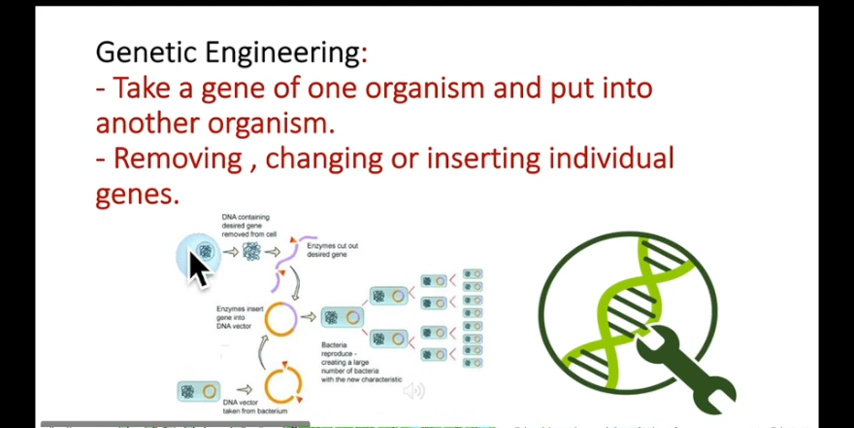 Genetic Engineering:
- Take a gene of one organism and put into
another organism.
- Removing , changing or inserting individual
genes.
DNA containing
desired gene
removed from cell
Enzymes cut out
desired gene
Enzymes insert
gene into
DNA vector
Bacteria
reproduce -
creating a large
number of bacteria
with the new characteristic
DNA vector
taken from bacterium